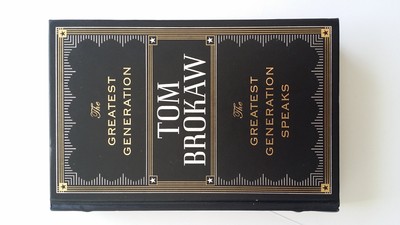 The
GREATEST
GENERATION
TOM
BROKAW
The
GREATEST
GENERATION
SPEAKS